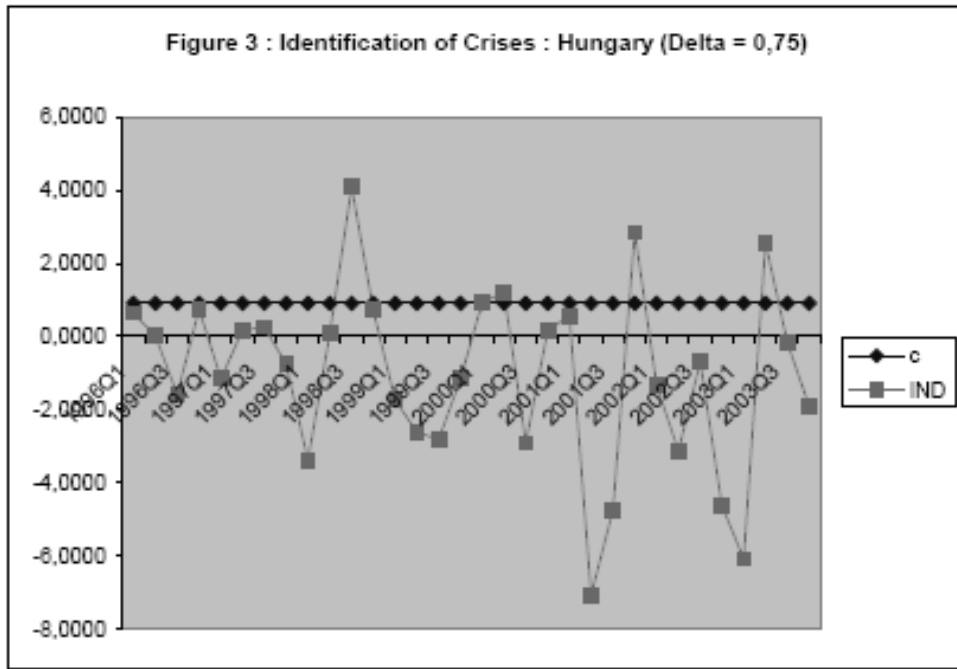 Figure 3 : Identification of Crises : Hungary (Delta = 0,75)
6,0000
4,0000
2,0000
0,0000
-2,0000
-4,0000
-6,0000
-8,0000
1996Q1
1996Q3
1997Q1
1997Q3
1998Q1
1998Q3
1999Q1
1999Q3
2000Q1
2000Q3
2001Q1
2001Q3
2002Q1
2002Q3
2003Q1
2003Q3
c
IND